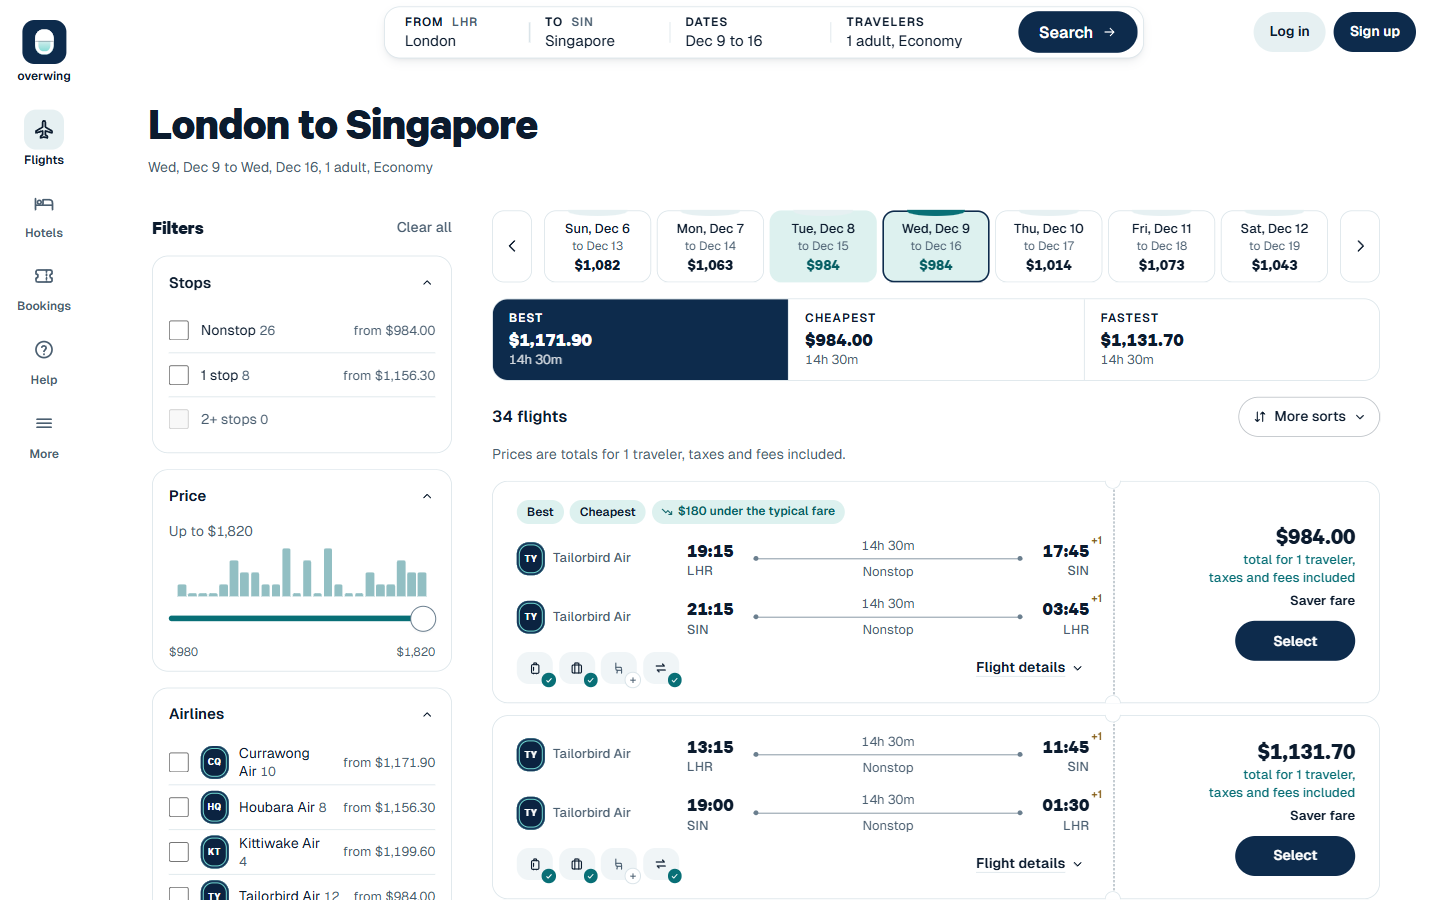 overwing
Flights
Hotels
Bookings
Help
More
FROM LHR
London
TO SIN
Singapore
DATES
Dec 9 to 16
TRAVELERS
1 adult, Economy
Search
Log in
Sign up
London to Singapore
Wed, Dec 9 to Wed, Dec 16, 1 adult, Economy
Filters
Clear all
Stops
Nonstop 26 from $984.00
1 stop 8 from $1,156.30
2+ stops 0
Price
Up to $1,820
$980 $1,820
Airlines
CQ Currawong
Air 10 from $1,171.90
HQ Houbara Air 8 from $1,156.30
KT Kittiwake Air
4 from $1,199.60
TY Tailorbird Air 12 from $984.00
Sun, Dec 6
to Dec 13
$1,082
Mon, Dec 7
to Dec 14
$1,063
Tue, Dec 8
to Dec 15
$984
Wed, Dec 9
to Dec 16
$984
Thu, Dec 10
to Dec 17
$1,014
Fri, Dec 11
to Dec 18
$1,073
Sat, Dec 12
to Dec 19
$1,043
BEST
$1,171.90
14h 30m
CHEAPEST
$984.00
14h 30m
FASTEST
$1,131.70
14h 30m
34 flights
More sorts
Prices are totals for 1 traveler, taxes and fees included.
Best
Cheapest
$180 under the typical fare
TY Tailorbird Air
19:15
LHR
14h 30m
Nonstop
17:45 +1
SIN
TY Tailorbird Air
21:15
SIN
14h 30m
Nonstop
03:45 +1
LHR
Flight details
$984.00
total for 1 traveler,
taxes and fees included
Saver fare
Select
TY Tailorbird Air
13:15
LHR
14h 30m
Nonstop
11:45 +1
SIN
TY Tailorbird Air
19:00
SIN
14h 30m
Nonstop
01:30 +1
LHR
Flight details
$1,131.70
total for 1 traveler,
taxes and fees included
Saver fare
Select